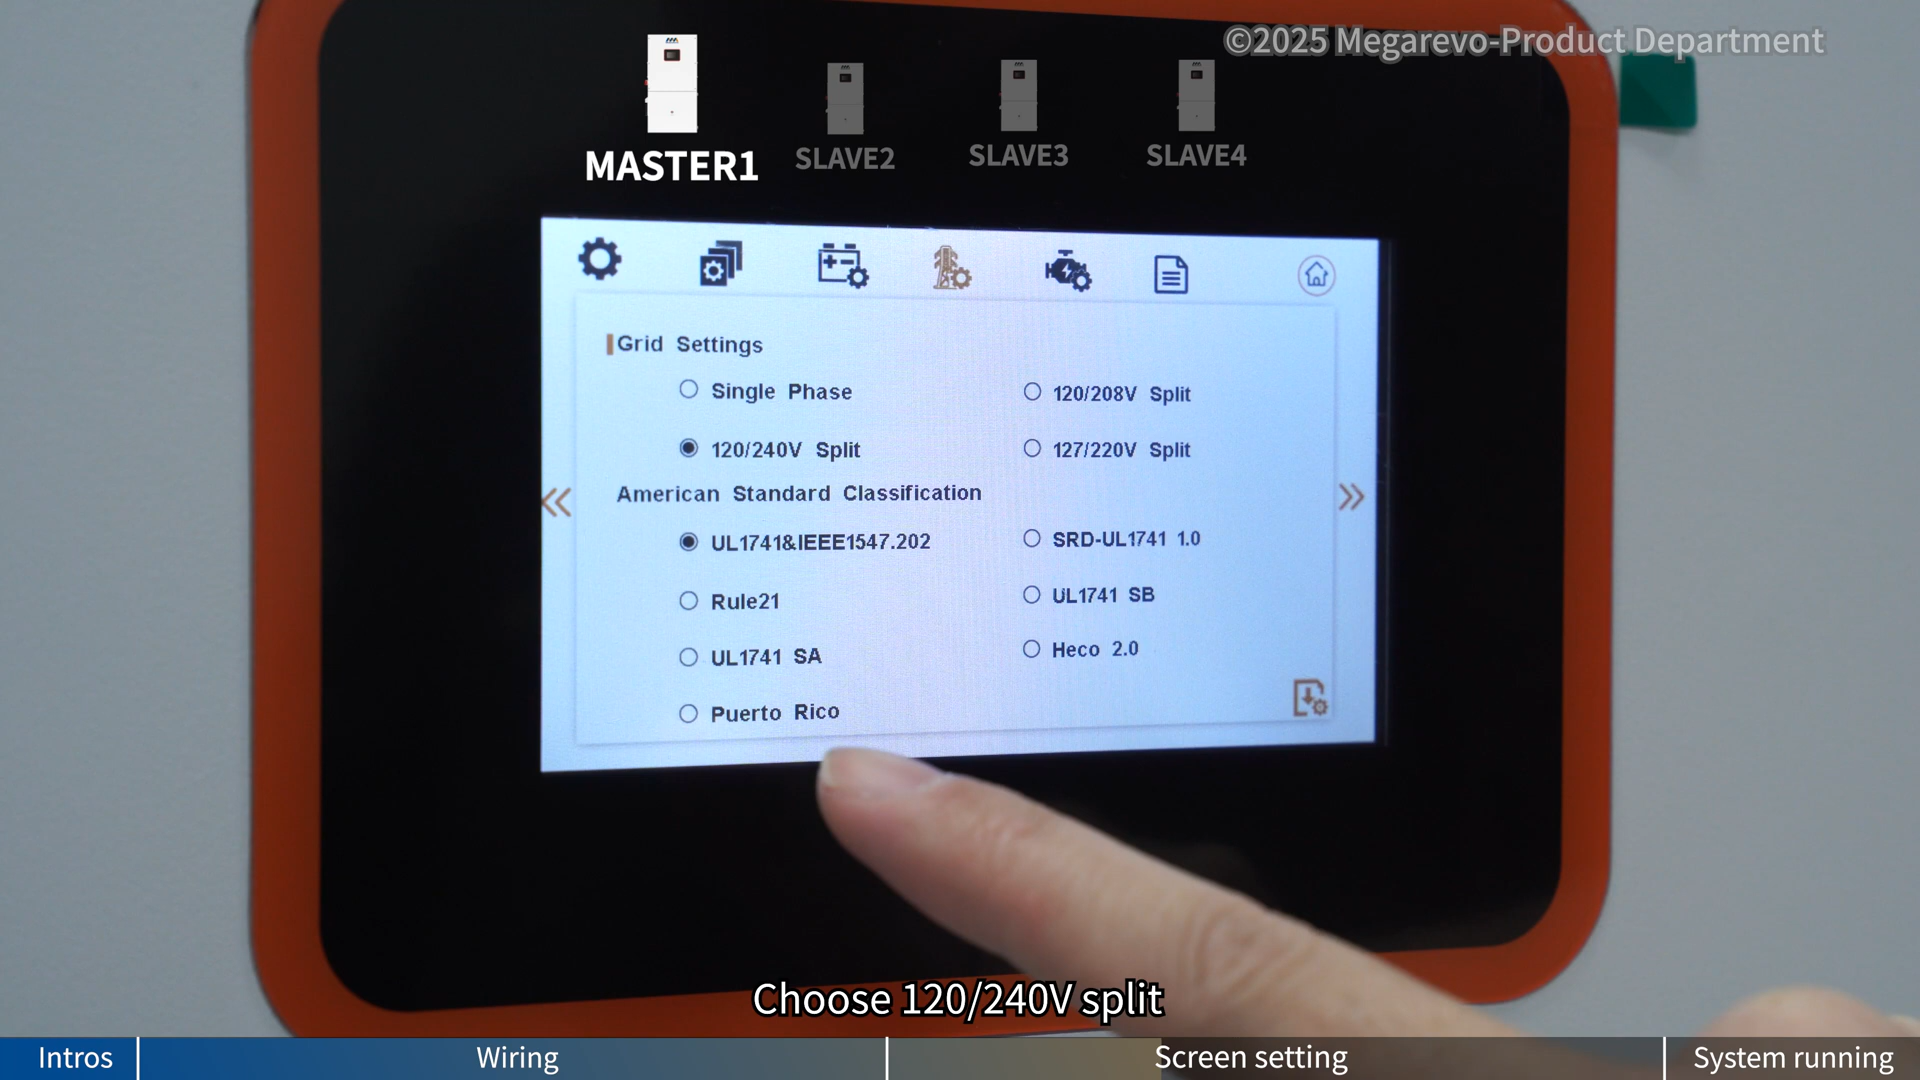 ©2025 Megarevo-Product Department
MASTER1
SLAVE2
SLAVE3
SLAVE4
Grid Settings
Single Phase
120/208V Split
120/240V Split
127/220V Split
American Standard Classification
UL1741&IEEE1547.202
SRD-UL1741 1.0
Rule21
UL1741 SB
UL1741 SA
Heco 2.0
Puerto Rico
Choose 120/240V split
Intros
Wiring
Screen setting
System running